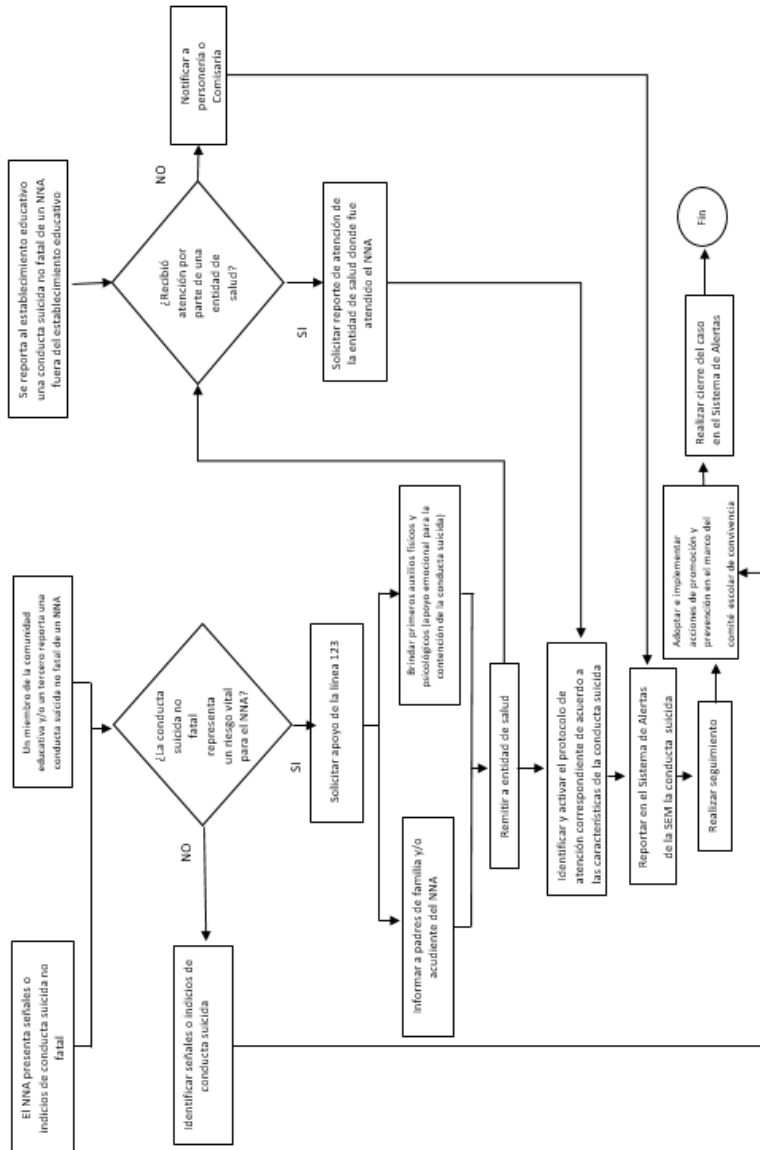 El NNA presenta señales o
indicios de conducta suicida no
fatal
Un miembro de la comunidad
educativa y/o un tercero reporta una
conducta suicida no fatal de un NNA
Se reporta al establecimiento educativo
una conducta suicida no fatal de un NNA
fuera del establecimiento educativo
¿La conducta
suicida no
fatal
representa
un riesgo vital
para el NNA?
NO
SI
Identificar señales o indicios de
conducta suicida
Solicitar apoyo de la línea 123
Informar a padres de familia y/o
acudiente del NNA
Brindar primeros auxilios físicos y
psicológicos (apoyo emocional para la
contención de la conducta suicida)
Remitir a entidad de salud
¿Recibió
atención por
parte de una
entidad de
salud?
NO
SI
Notificar a
personería o
Comisaría
Solicitar reporte de atención de
la entidad de salud donde fue
atendido el NNA
Identificar y activar el protocolo de
atención correspondiente de acuerdo a
las características de la conducta suicida
Reportar en el Sistema de Alertas
de la SEM la conducta suicida
Realizar seguimiento
Adoptar e implementar
acciones de promoción y
prevención en el marco del
comité escolar de convivencia
Realizar cierre del caso
en el Sistema de Alertas
Fin